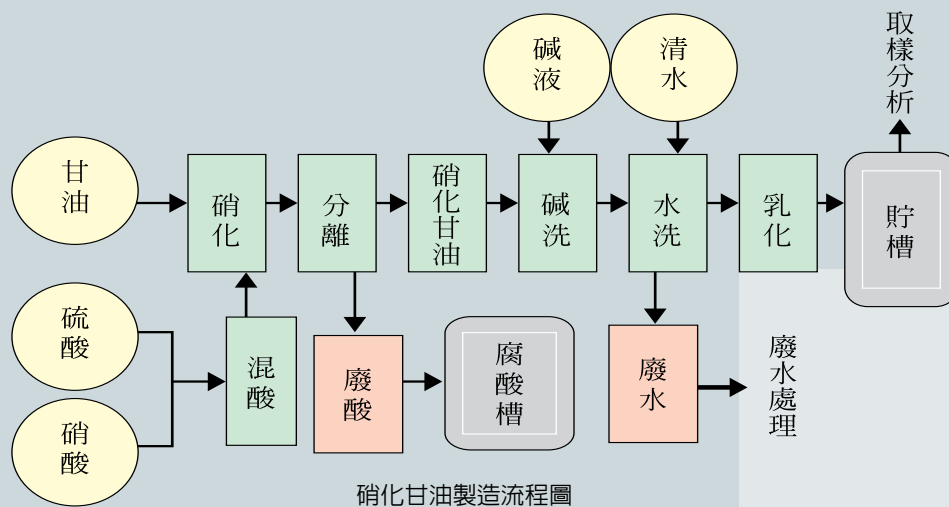 取樣分析
鹼液
清水
甘油
硝化
分離
硝化甘油
鹼洗
水洗
乳化
貯槽
硫酸
硝酸
混酸
廢酸
腐酸槽
廢水
廢水處理
硝化甘油製造流程圖